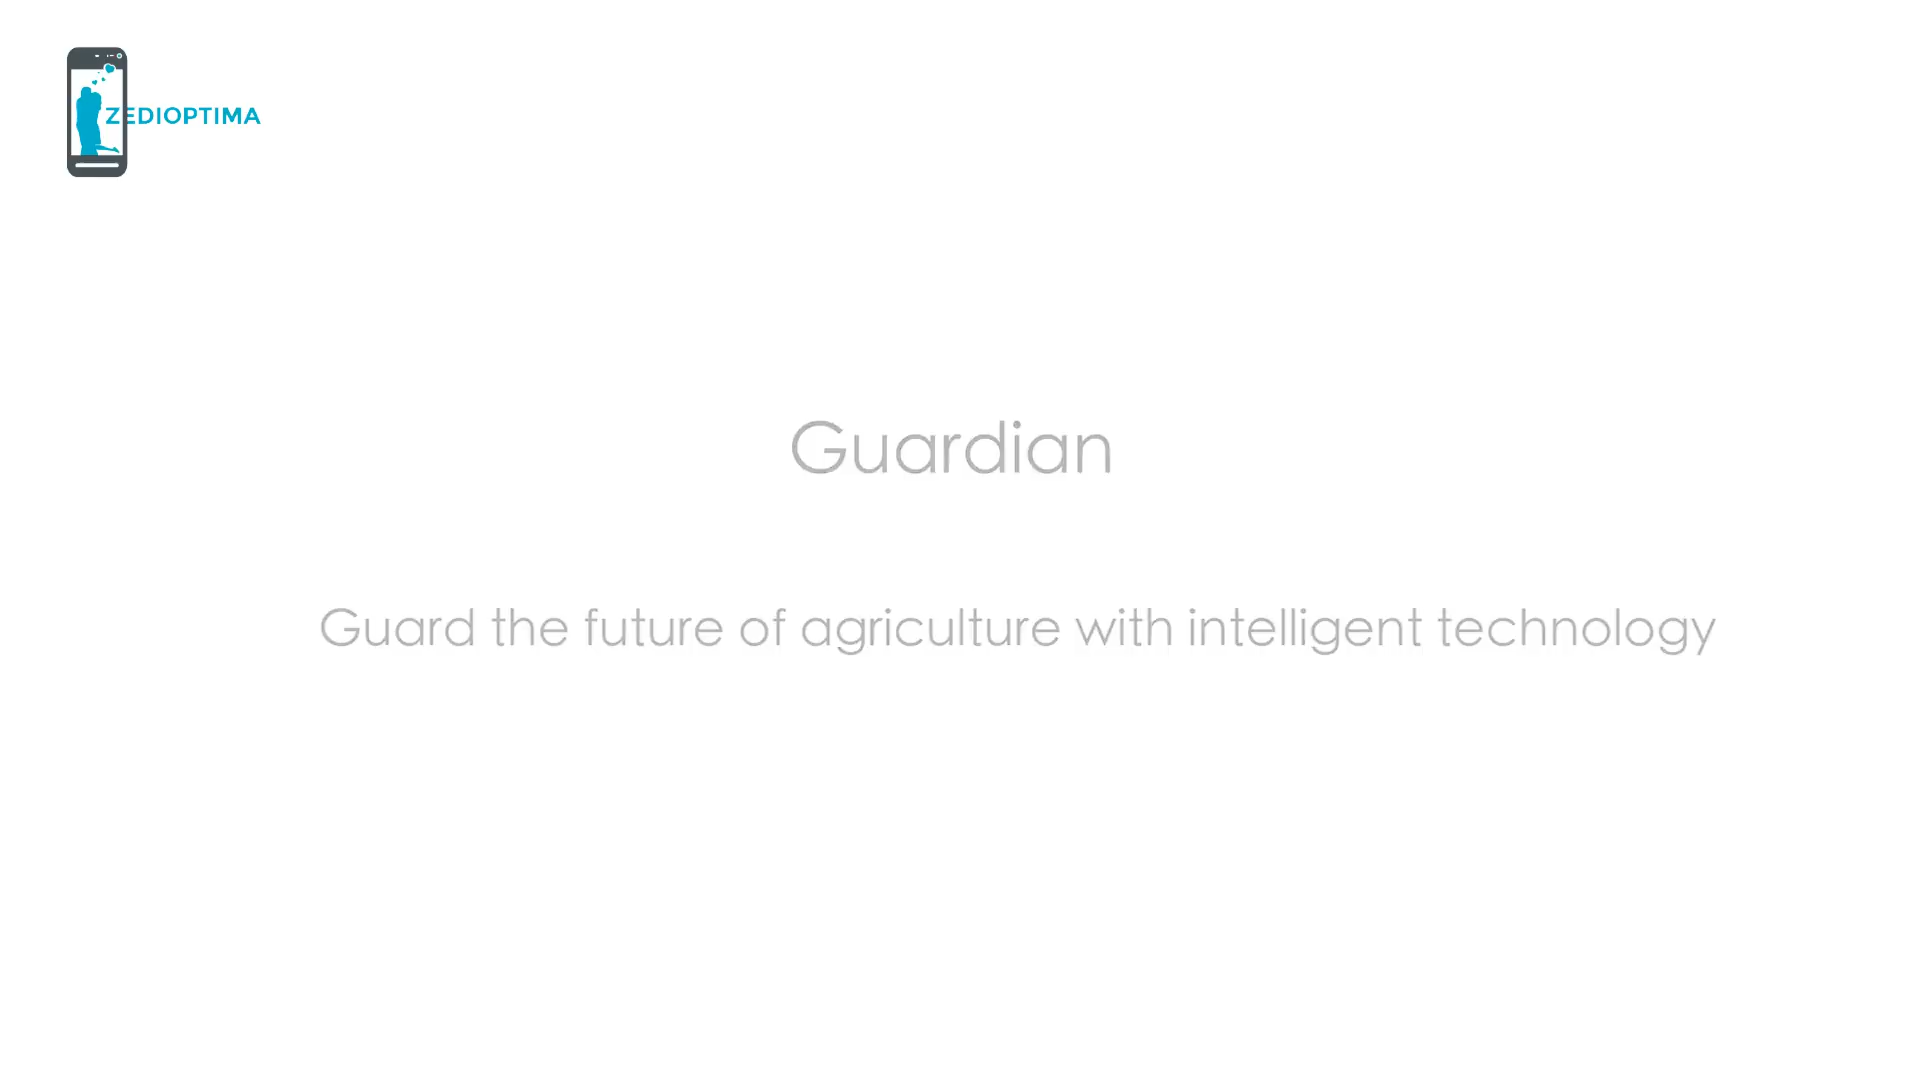 ZEDIOPTIMA
Guardian
Guard the future of agriculture with intelligent technology